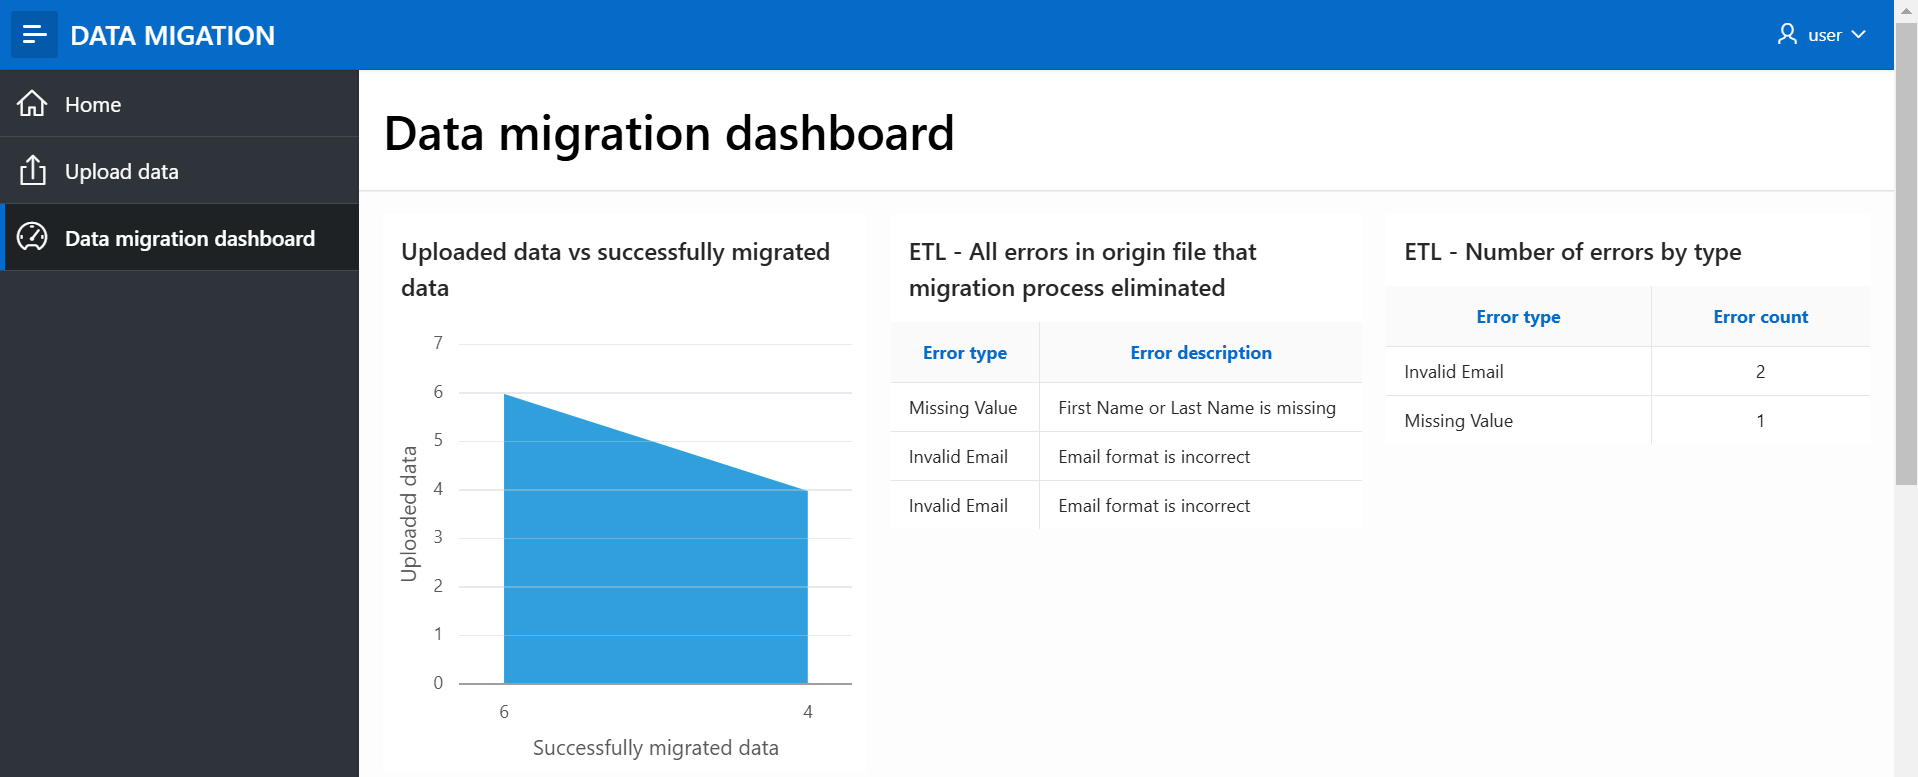 DATA MIGATION
user
Home
Upload data
Data migration dashboard
Data migration dashboard
Uploaded data vs successfully migrated
data
7
6
5
4
3
2
1
0
Uploaded data
6 4
Successfully migrated data
ETL - All errors in origin file that
migration process eliminated
Error type Error description
Missing Value First Name or Last Name is missing
Invalid Email Email format is incorrect
Invalid Email Email format is incorrect
ETL - Number of errors by type
Error type Error count
Invalid Email 2
Missing Value 1